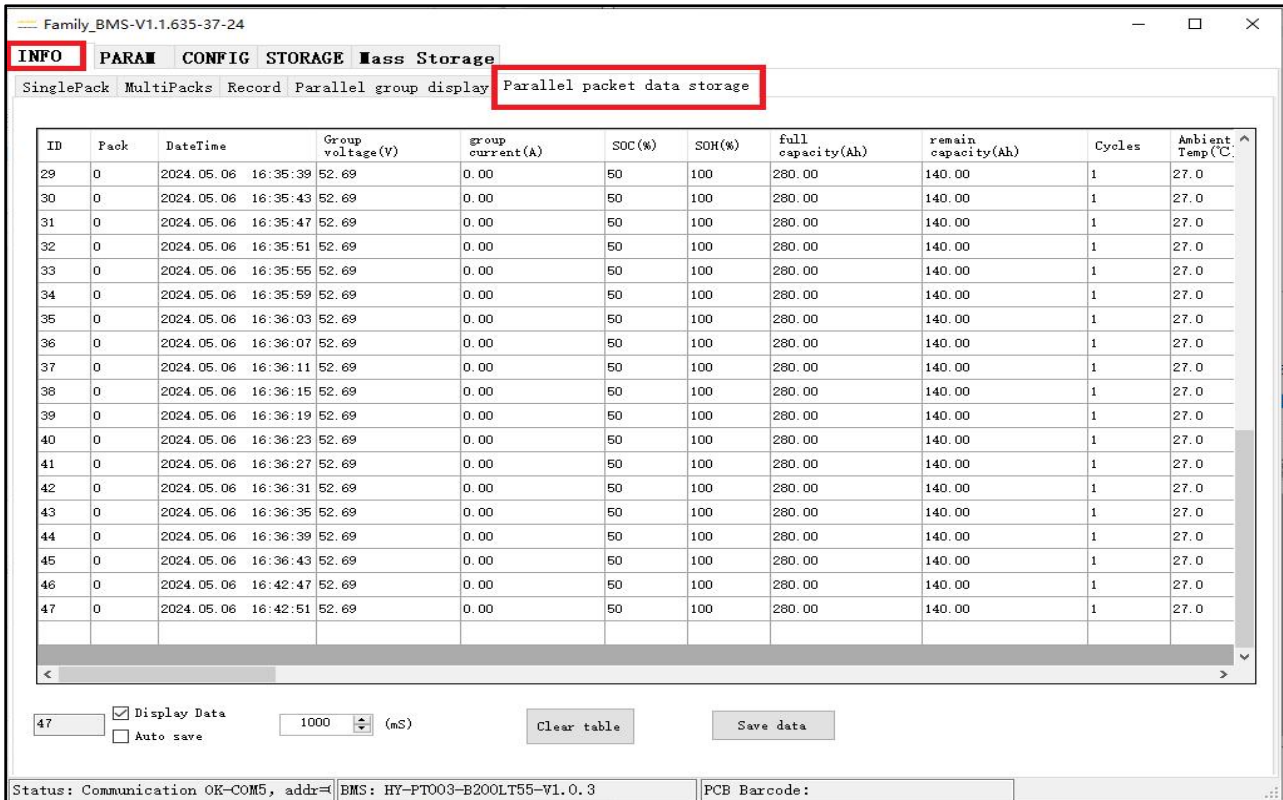 Family_BMS-V1.1.635-37-24
INFO PARAM CONFIG STORAGE Mass Storage
SinglePack MultiPacks Record Parallel group display Parallel packet data storage
ID Pack DateTime Group voltage(V) group current(A) SOC(%) SOH(%) full capacity(Ah) remain capacity(Ah) Cycles Ambient Temp(℃
29 0 2024.05.06 16:35:39 52.69 0.00 50 100 280.00 140.00 1 27.0
30 0 2024.05.06 16:35:43 52.69 0.00 50 100 280.00 140.00 1 27.0
31 0 2024.05.06 16:35:47 52.69 0.00 50 100 280.00 140.00 1 27.0
32 0 2024.05.06 16:35:51 52.69 0.00 50 100 280.00 140.00 1 27.0
33 0 2024.05.06 16:35:55 52.69 0.00 50 100 280.00 140.00 1 27.0
34 0 2024.05.06 16:35:59 52.69 0.00 50 100 280.00 140.00 1 27.0
35 0 2024.05.06 16:36:03 52.69 0.00 50 100 280.00 140.00 1 27.0
36 0 2024.05.06 16:36:07 52.69 0.00 50 100 280.00 140.00 1 27.0
37 0 2024.05.06 16:36:11 52.69 0.00 50 100 280.00 140.00 1 27.0
38 0 2024.05.06 16:36:15 52.69 0.00 50 100 280.00 140.00 1 27.0
39 0 2024.05.06 16:36:19 52.69 0.00 50 100 280.00 140.00 1 27.0
40 0 2024.05.06 16:36:23 52.69 0.00 50 100 280.00 140.00 1 27.0
41 0 2024.05.06 16:36:27 52.69 0.00 50 100 280.00 140.00 1 27.0
42 0 2024.05.06 16:36:31 52.69 0.00 50 100 280.00 140.00 1 27.0
43 0 2024.05.06 16:36:35 52.69 0.00 50 100 280.00 140.00 1 27.0
44 0 2024.05.06 16:36:39 52.69 0.00 50 100 280.00 140.00 1 27.0
45 0 2024.05.06 16:36:43 52.69 0.00 50 100 280.00 140.00 1 27.0
46 0 2024.05.06 16:42:47 52.69 0.00 50 100 280.00 140.00 1 27.0
47 0 2024.05.06 16:42:51 52.69 0.00 50 100 280.00 140.00 1 27.0
47 Display Data 1000 (mS) Clear table Save data
Auto save
Status: Communication OK-COM5, addr= BMS: HY-PT003-B200LT55-V1.0.3 PCB Barcode: